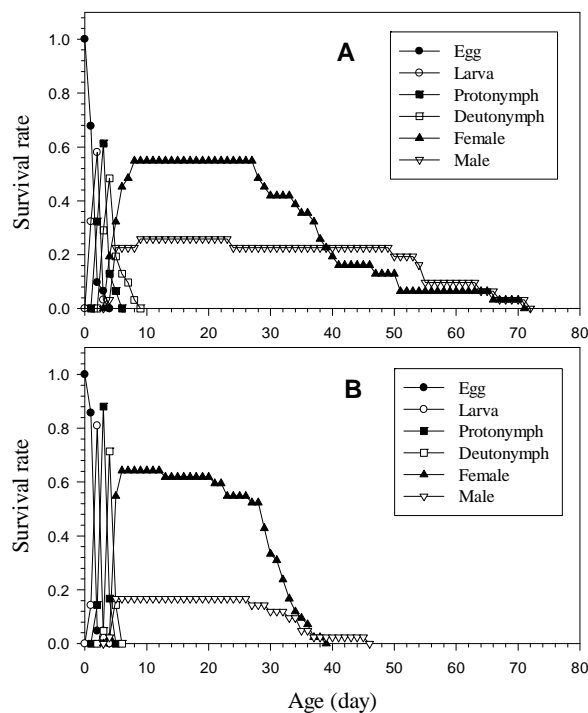 A
Survival rate
1.0
0.8
0.6
0.4
0.2
0.0
0 10 20 30 40 50 60 70 80
Egg
Larva
Protonymph
Deutonymph
Female
Male
B
Survival rate
1.0
0.8
0.6
0.4
0.2
0.0
0 10 20 30 40 50 60 70 80
Egg
Larva
Protonymph
Deutonymph
Female
Male
Age (day)